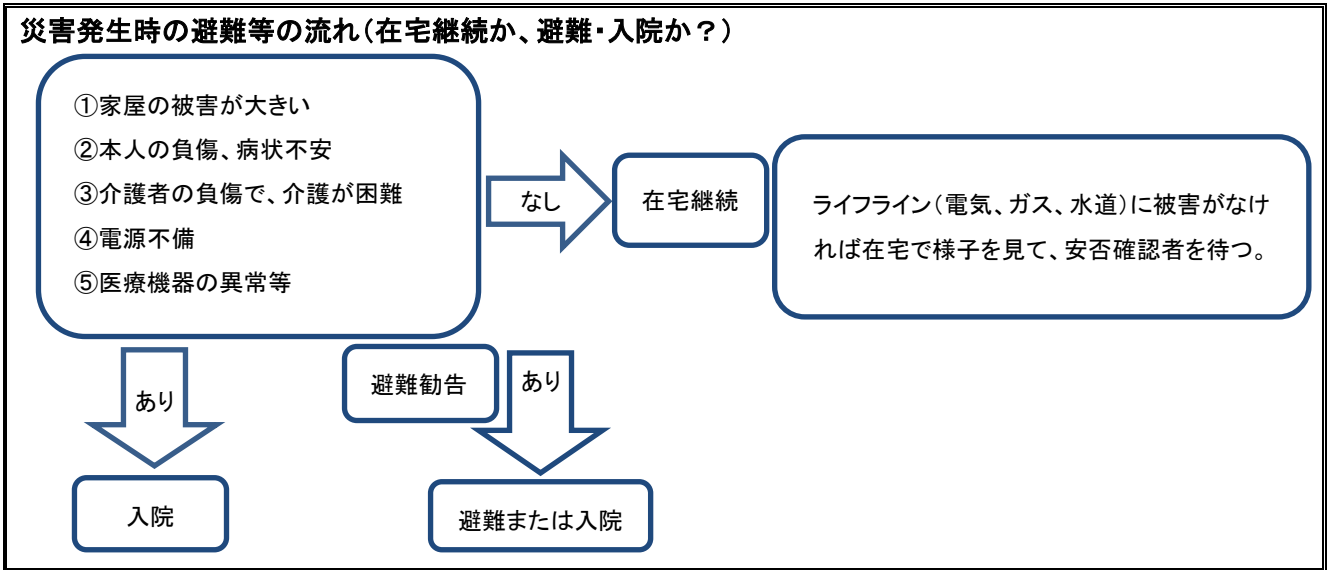 災害発生時の避難等の流れ(在宅継続か、避難・入院か?)
①家屋の被害が大きい
②本人の負傷、病状不安
③介護者の負傷で、介護が困難
④電源不備
⑤医療機器の異常等
なし
在宅継続
ライフライン(電気、ガス、水道)に被害がなけ
れば在宅で様子を見て、安否確認者を待つ。
あり
避難勧告
あり
入院
避難または入院